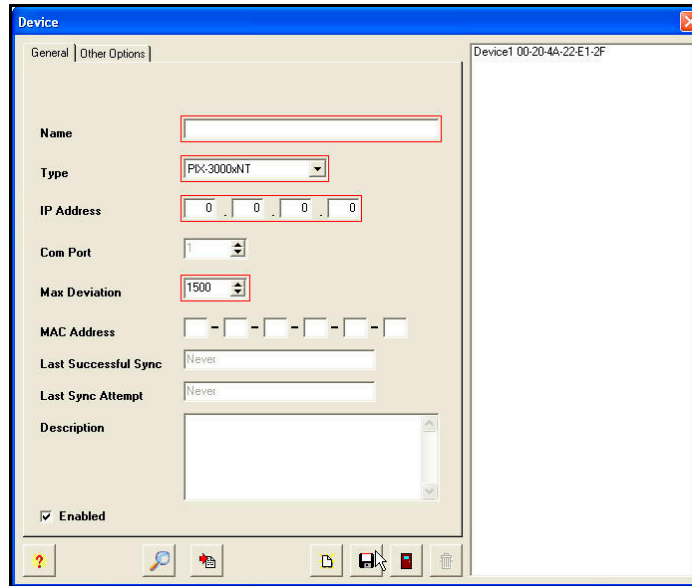 Device
General
Other Options
Device1 00-20-4A-22-E1-2F
Name
Type
PIX-3000xNT
IP Address
0 . 0 . 0 . 0
Com Port
1
Max Deviation
1500
MAC Address
- - - - -
Last Successful Sync
Never
Last Sync Attempt
Never
Description
Enabled
?